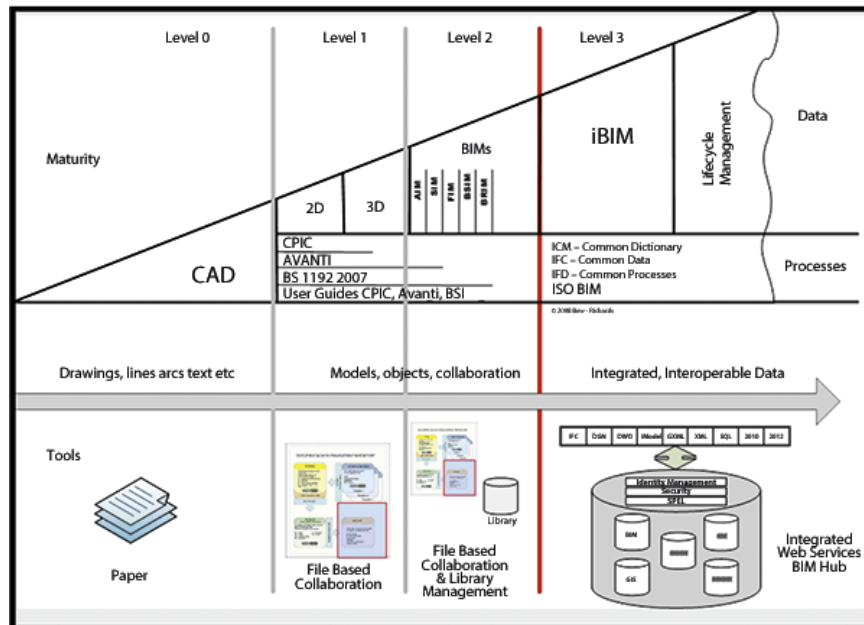 Level 0
Level 1
Level 2
Level 3
Maturity
Data
BIMs
iBIM
Lifecycle
Management
2D
3D
AIM
SIM
FIM
BSIM
BRIM
CAD
CPIC
AVANTI
BS 1192 2007
User Guides CPIC, Avanti, BSI
ICM – Common Dictionary
IFC – Common Data
IFD – Common Processes
ISO BIM
Processes
© 2008 Bew - Richards
Drawings, lines arcs text etc
Models, objects, collaboration
Integrated, Interoperable Data
Tools
IFC DGN DWG iModel GXML XML SQL 2010 2012
Identity Management
Security
SPEL
BIM
GIS
Library
Paper
File Based
Collaboration
File Based
Collaboration
& Library
Management
Integrated
Web Services
BIM Hub